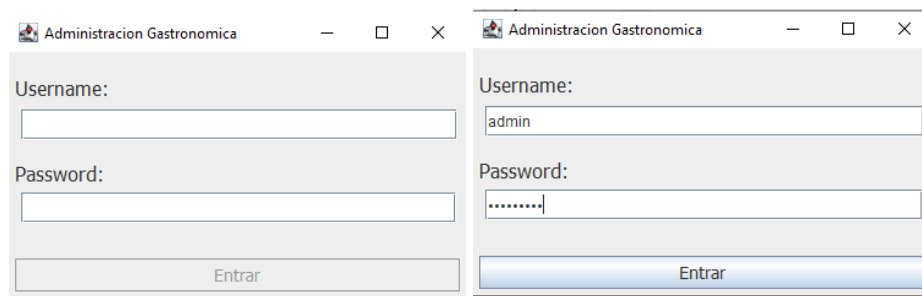 Administracion Gastronomica
Username:
Password:
Entrar
Administracion Gastronomica
Username:
admin
Password:
•••••••••
Entrar